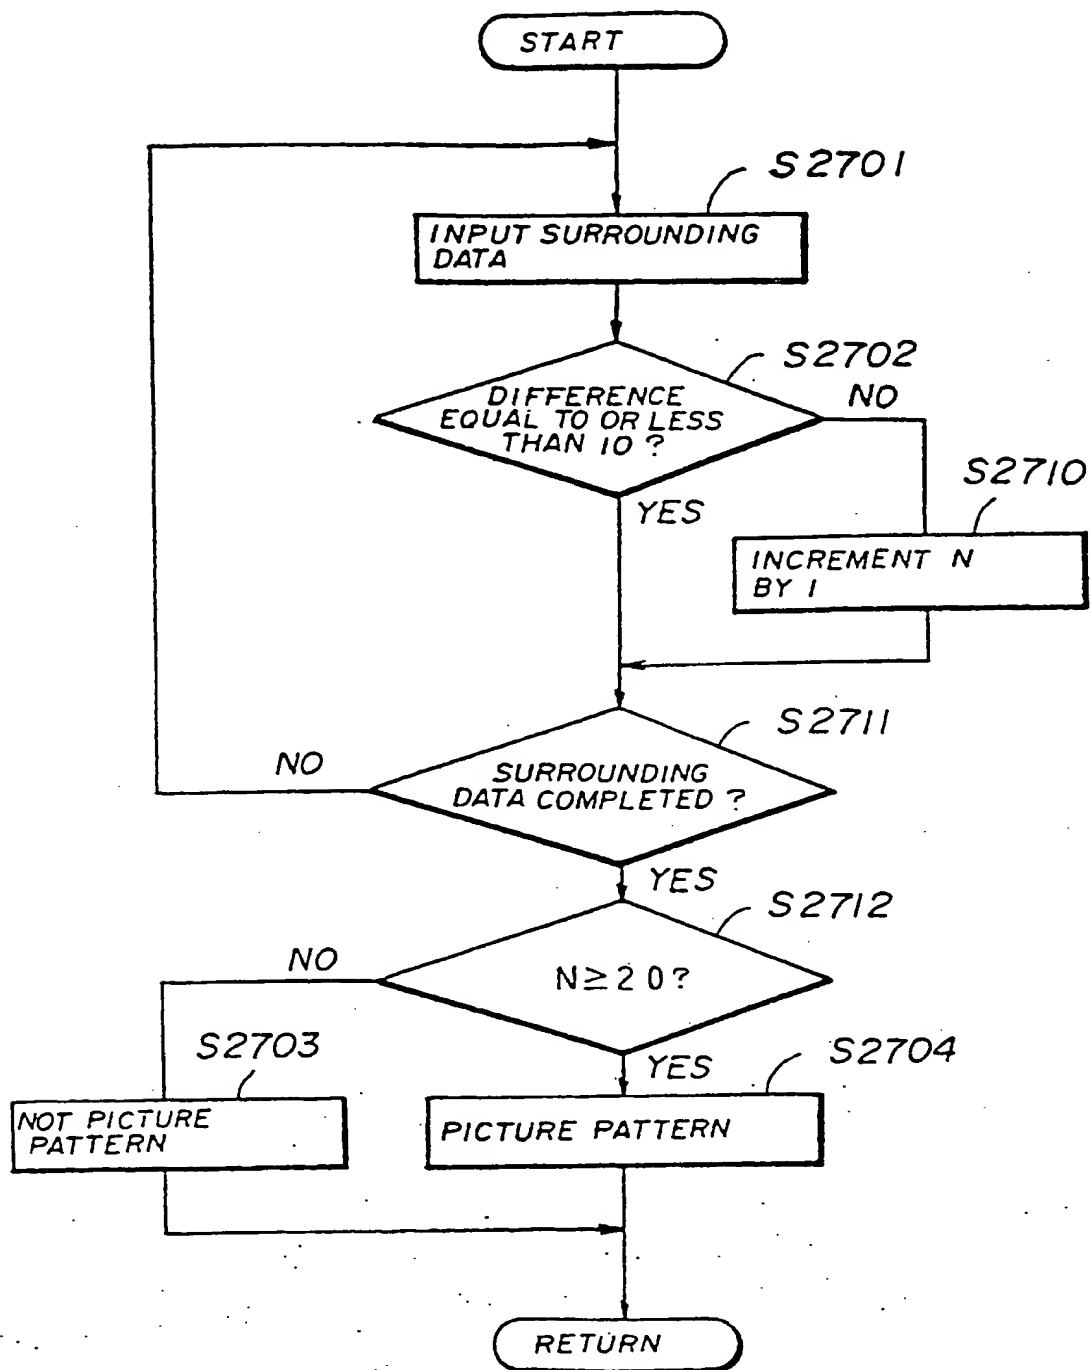 START
S2701
INPUT SURROUNDING
DATA
S2702
DIFFERENCE
EQUAL TO OR LESS
THAN 10 ?
NO
YES
S2710
INCREMENT N
BY 1
S2711
SURROUNDING
DATA COMPLETED ?
NO
YES
S2712
N≥20?
NO
YES
S2703
NOT PICTURE
PATTERN
S2704
PICTURE PATTERN
RETURN